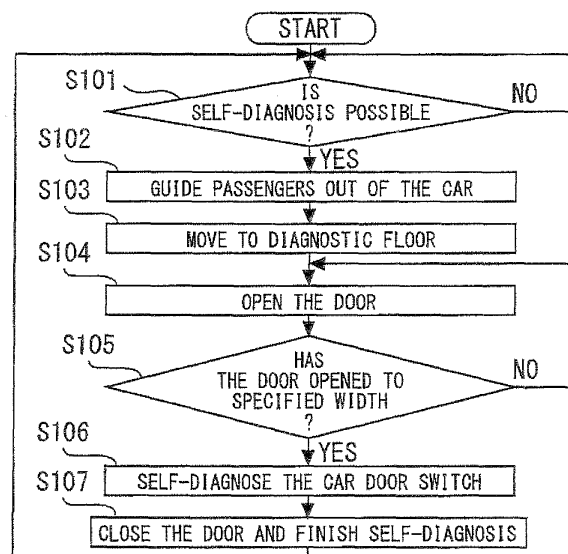 START
S101
IS
SELF-DIAGNOSIS POSSIBLE
?
NO
YES
S102
GUIDE PASSENGERS OUT OF THE CAR
S103
MOVE TO DIAGNOSTIC FLOOR
S104
OPEN THE DOOR
S105
HAS
THE DOOR OPENED TO
SPECIFIED WIDTH
?
NO
YES
S106
SELF-DIAGNOSE THE CAR DOOR SWITCH
S107
CLOSE THE DOOR AND FINISH SELF-DIAGNOSIS